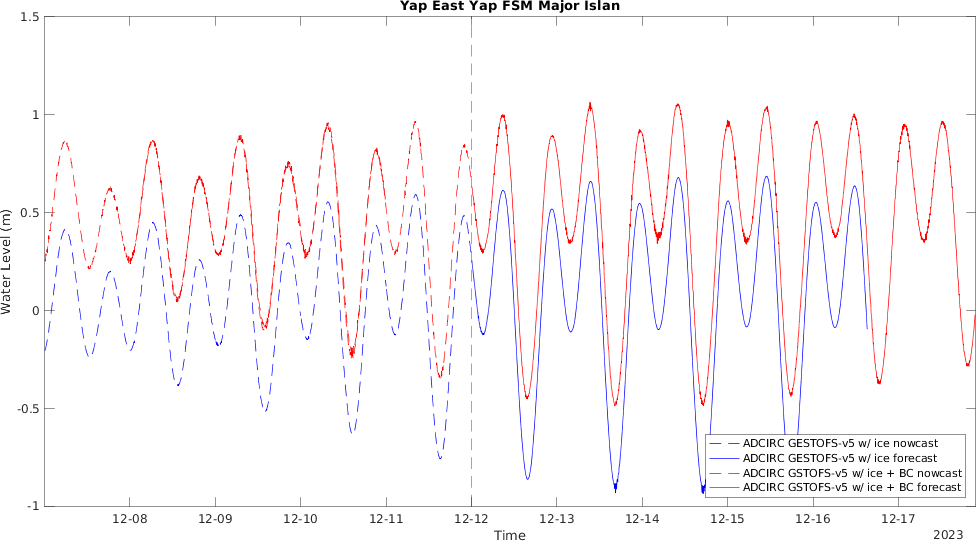 Yap East Yap FSM Major Islan
Water Level (m)
1.5
1
0.5
0
-0.5
-1
12-08
12-09
12-10
12-11
12-12
12-13
12-14
12-15
12-16
12-17
Time
2023
ADCIRC GESTOFS-v5 w/ ice nowcast
ADCIRC GESTOFS-v5 w/ ice forecast
ADCIRC GSTOFS-v5 w/ ice + BC nowcast
ADCIRC GSTOFS-v5 w/ ice + BC forecast